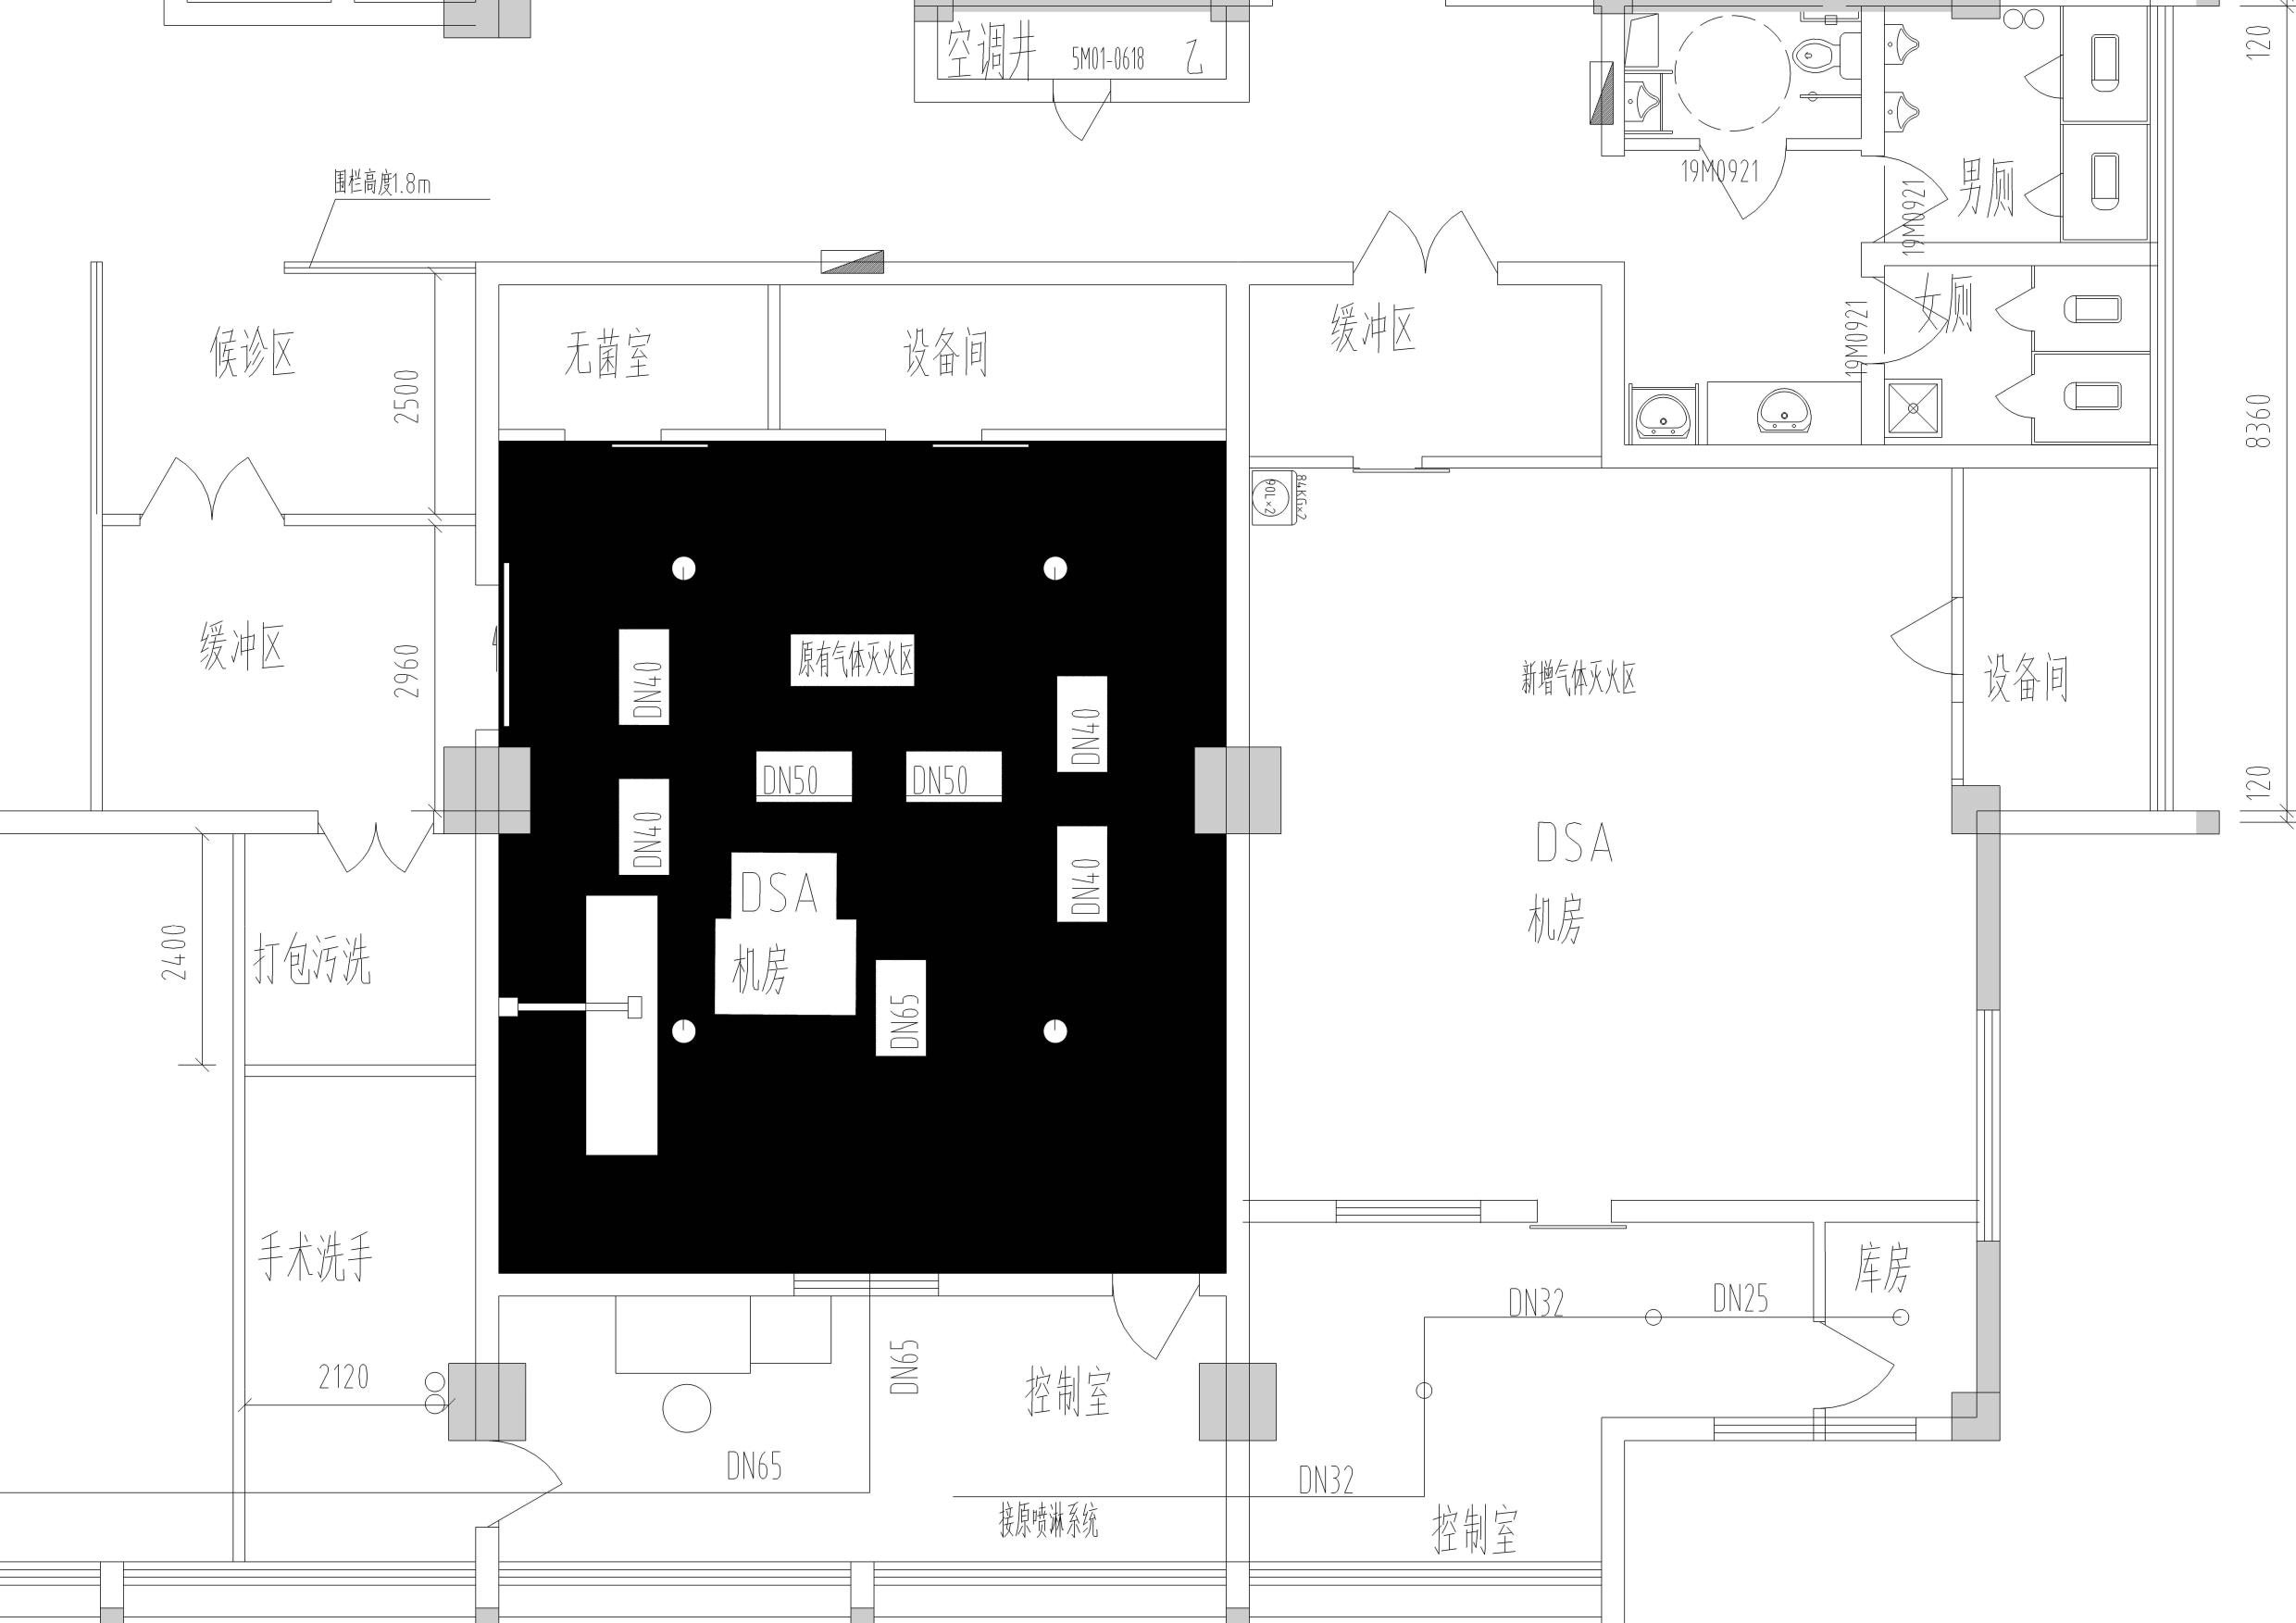 空调井
5M01-0618
乙
120
围栏高度1.8m
19M0921
19M0921
男厕
候诊区
2500
无菌室
设备间
缓冲区
19M0921
女厕
8360
90L×2
84KG×2
缓冲区
2960
DN40
原有气体灭火区
DN40
新增气体灭火区
设备间
DN50
DN50
120
DN40
DN40
DSA
机房
DSA
机房
2400
打包污洗
DN65
手术洗手
库房
DN32
DN25
2120
DN65
控制室
DN65
DN32
接原喷淋系统
控制室